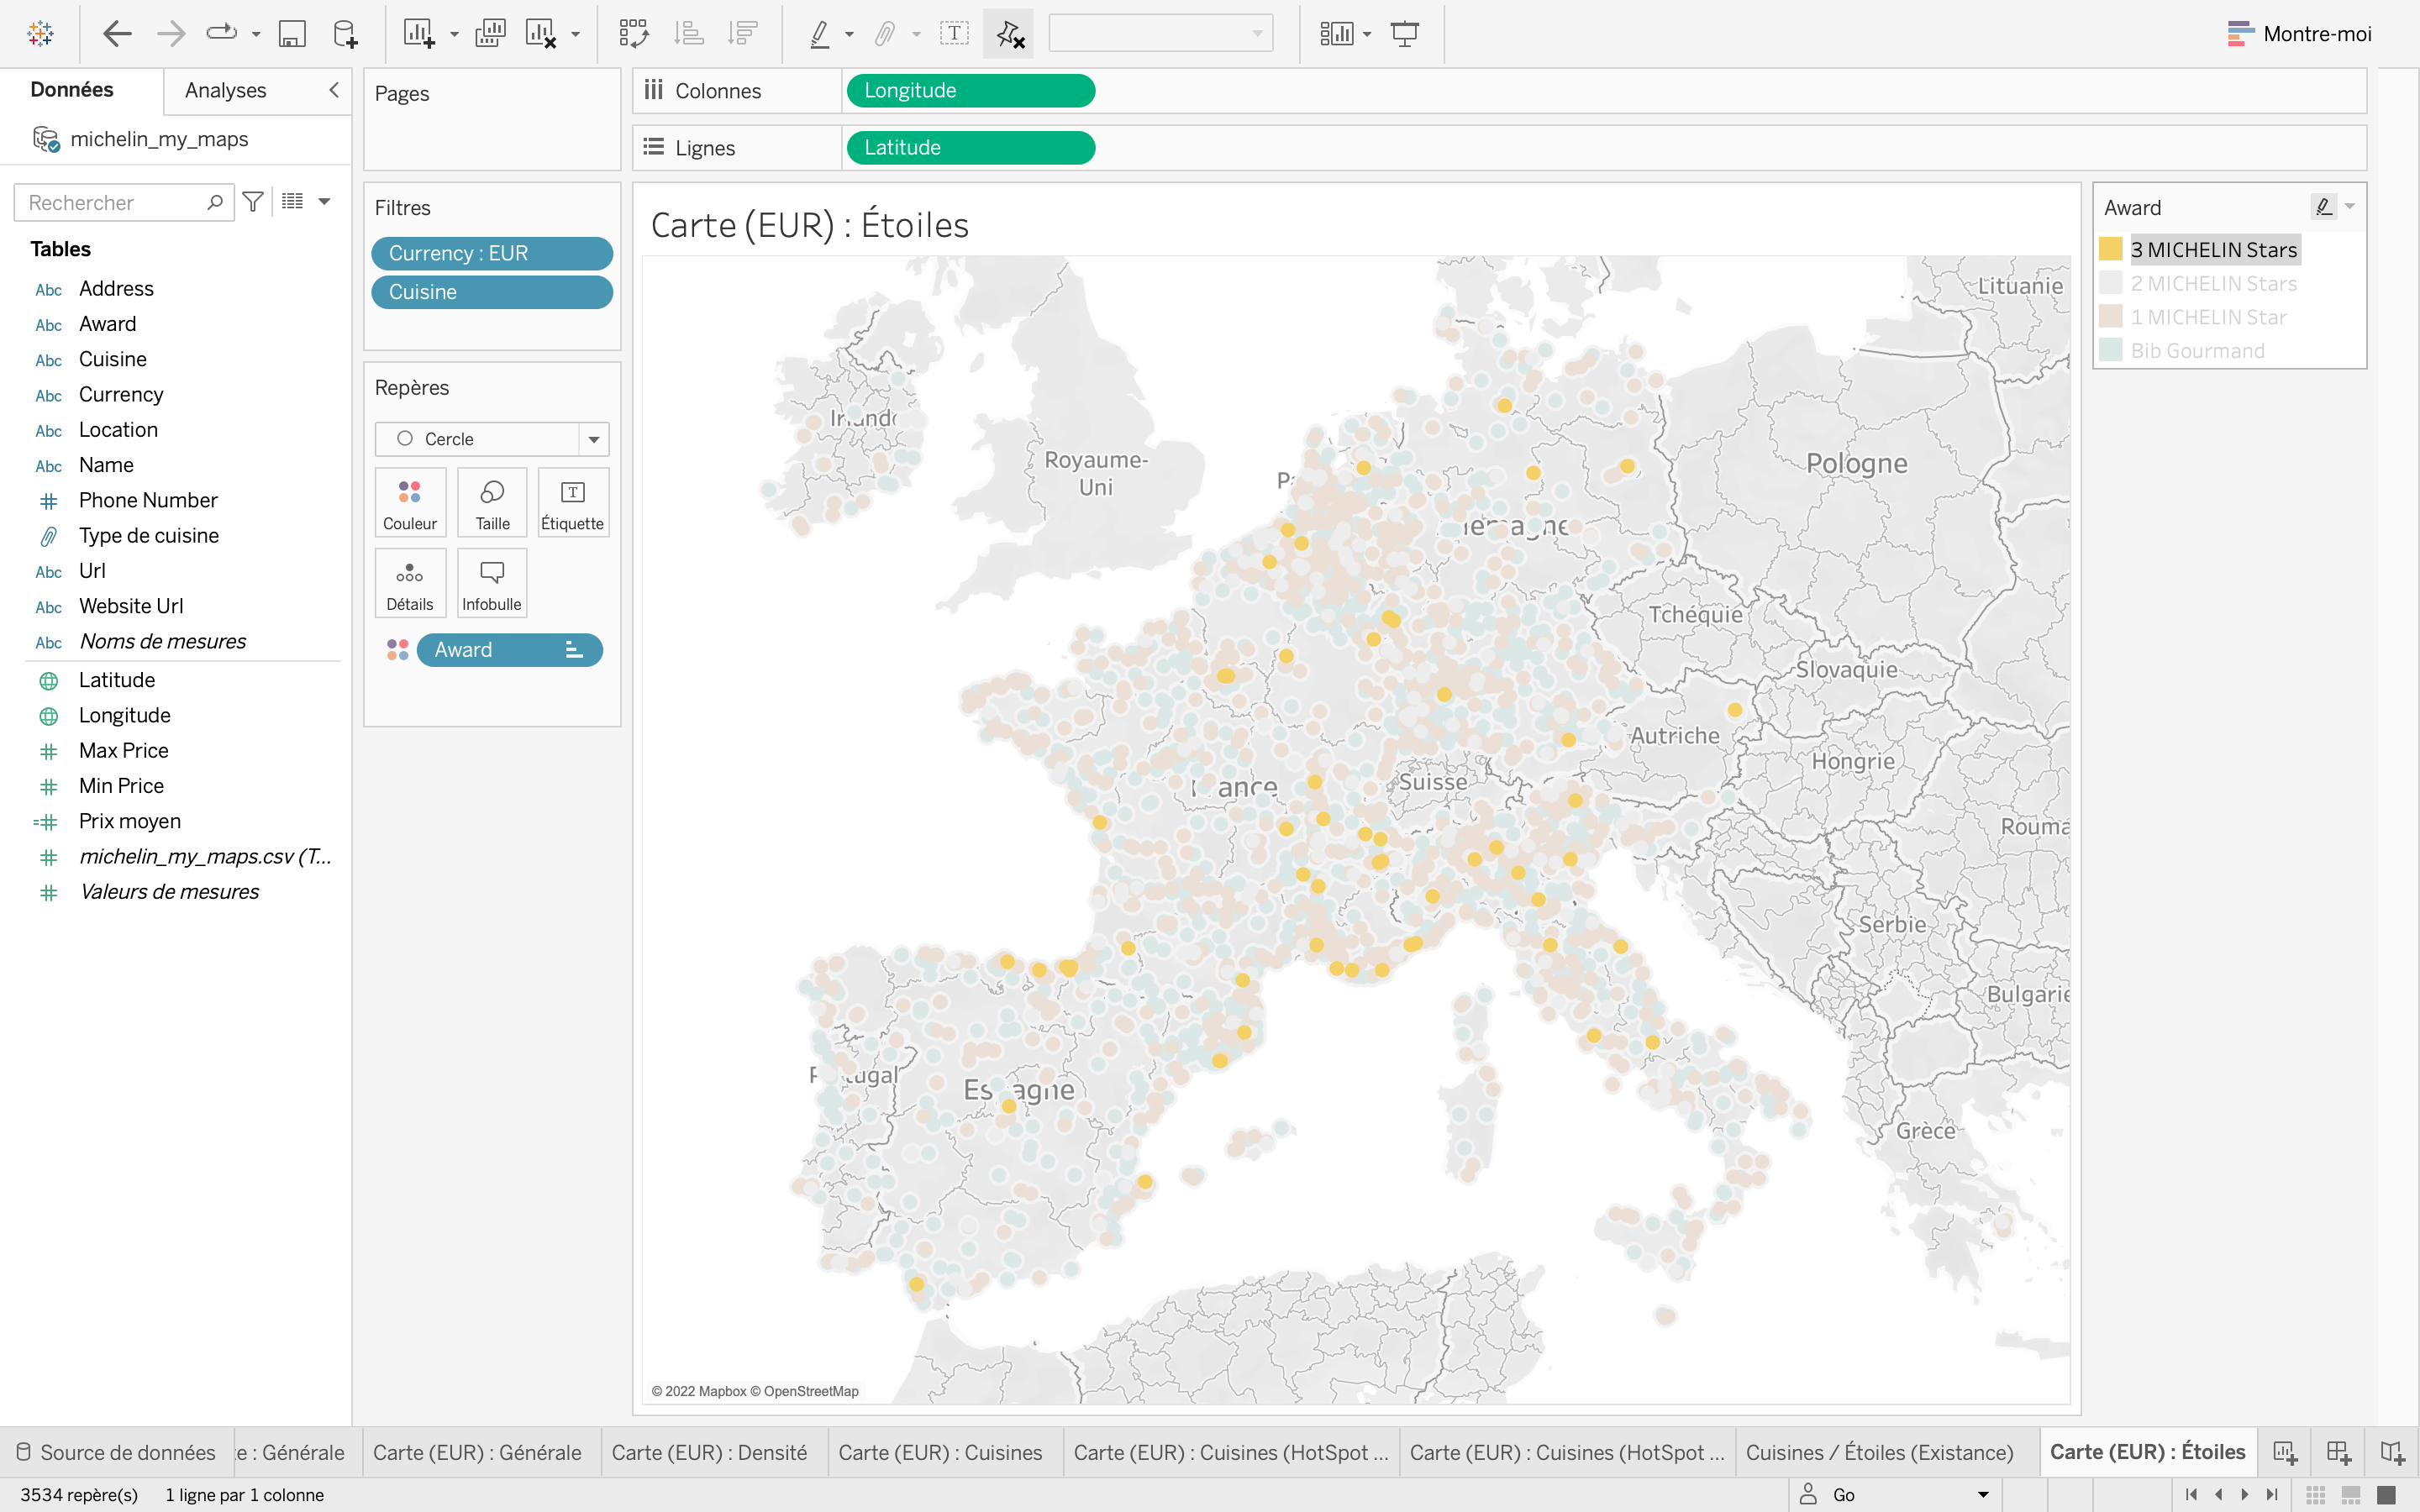 Montre-moi
Données
Analyses
michelin_my_maps
Rechercher
Tables
Abc Address
Abc Award
Abc Cuisine
Abc Currency
Abc Location
Abc Name
Phone Number
Type de cuisine
Abc Url
Abc Website Url
Abc Noms de mesures
Latitude
Longitude
Max Price
Min Price
Prix moyen
michelin_my_maps.csv (T...
Valeurs de mesures
Pages
Filtres
Currency : EUR
Cuisine
Repères
Cercle
Couleur
Taille
Étiquette
Détails
Infobulle
Award
Colonnes
Longitude
Lignes
Latitude
Carte (EUR) : Étoiles
Lituanie
Royaume-
Uni
Pologne
Tchéquie
Slovaquie
Autriche
Hongrie
Suisse
Rouma
Serbie
Bulgarie
Espagne
Grèce
© 2022 Mapbox © OpenStreetMap
Award
3 MICHELIN Stars
2 MICHELIN Stars
1 MICHELIN Star
Bib Gourmand
Source de données
e : Générale
Carte (EUR) : Générale
Carte (EUR) : Densité
Carte (EUR) : Cuisines
Carte (EUR) : Cuisines (HotSpot ...
Carte (EUR) : Cuisines (HotSpot ...
Cuisines / Étoiles (Existance)
Carte (EUR) : Étoiles
3534 repère(s)
1 ligne par 1 colonne
Go